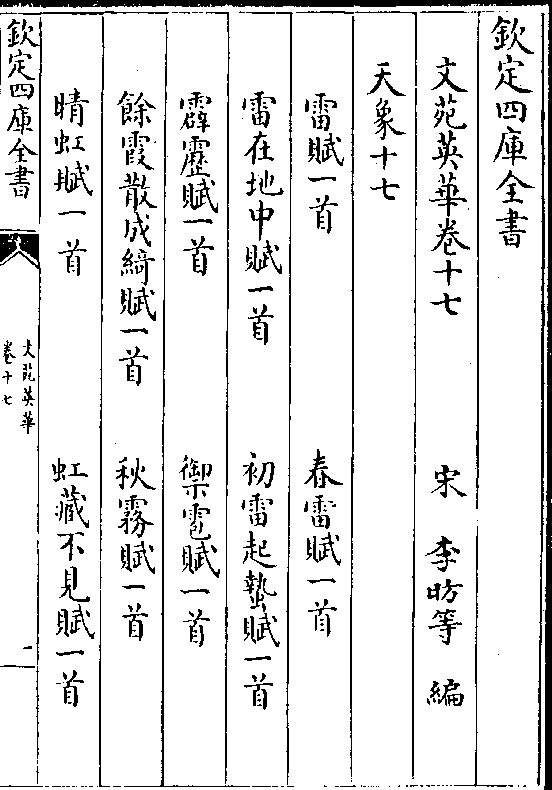 欽定四庫全書
文苑英華卷十七　宋　李昉等　編
天象十七
雷賦一首　春雷賦一首
雷在地中賦一首　初雷起蟄賦一首
霹靂賦一首　禦雹賦一首
餘霞散成綺賦一首　秋霧賦一首
晴虹賦一首　虹藏不見賦一首
欽定四庫全書
文苑英華
卷十七
一